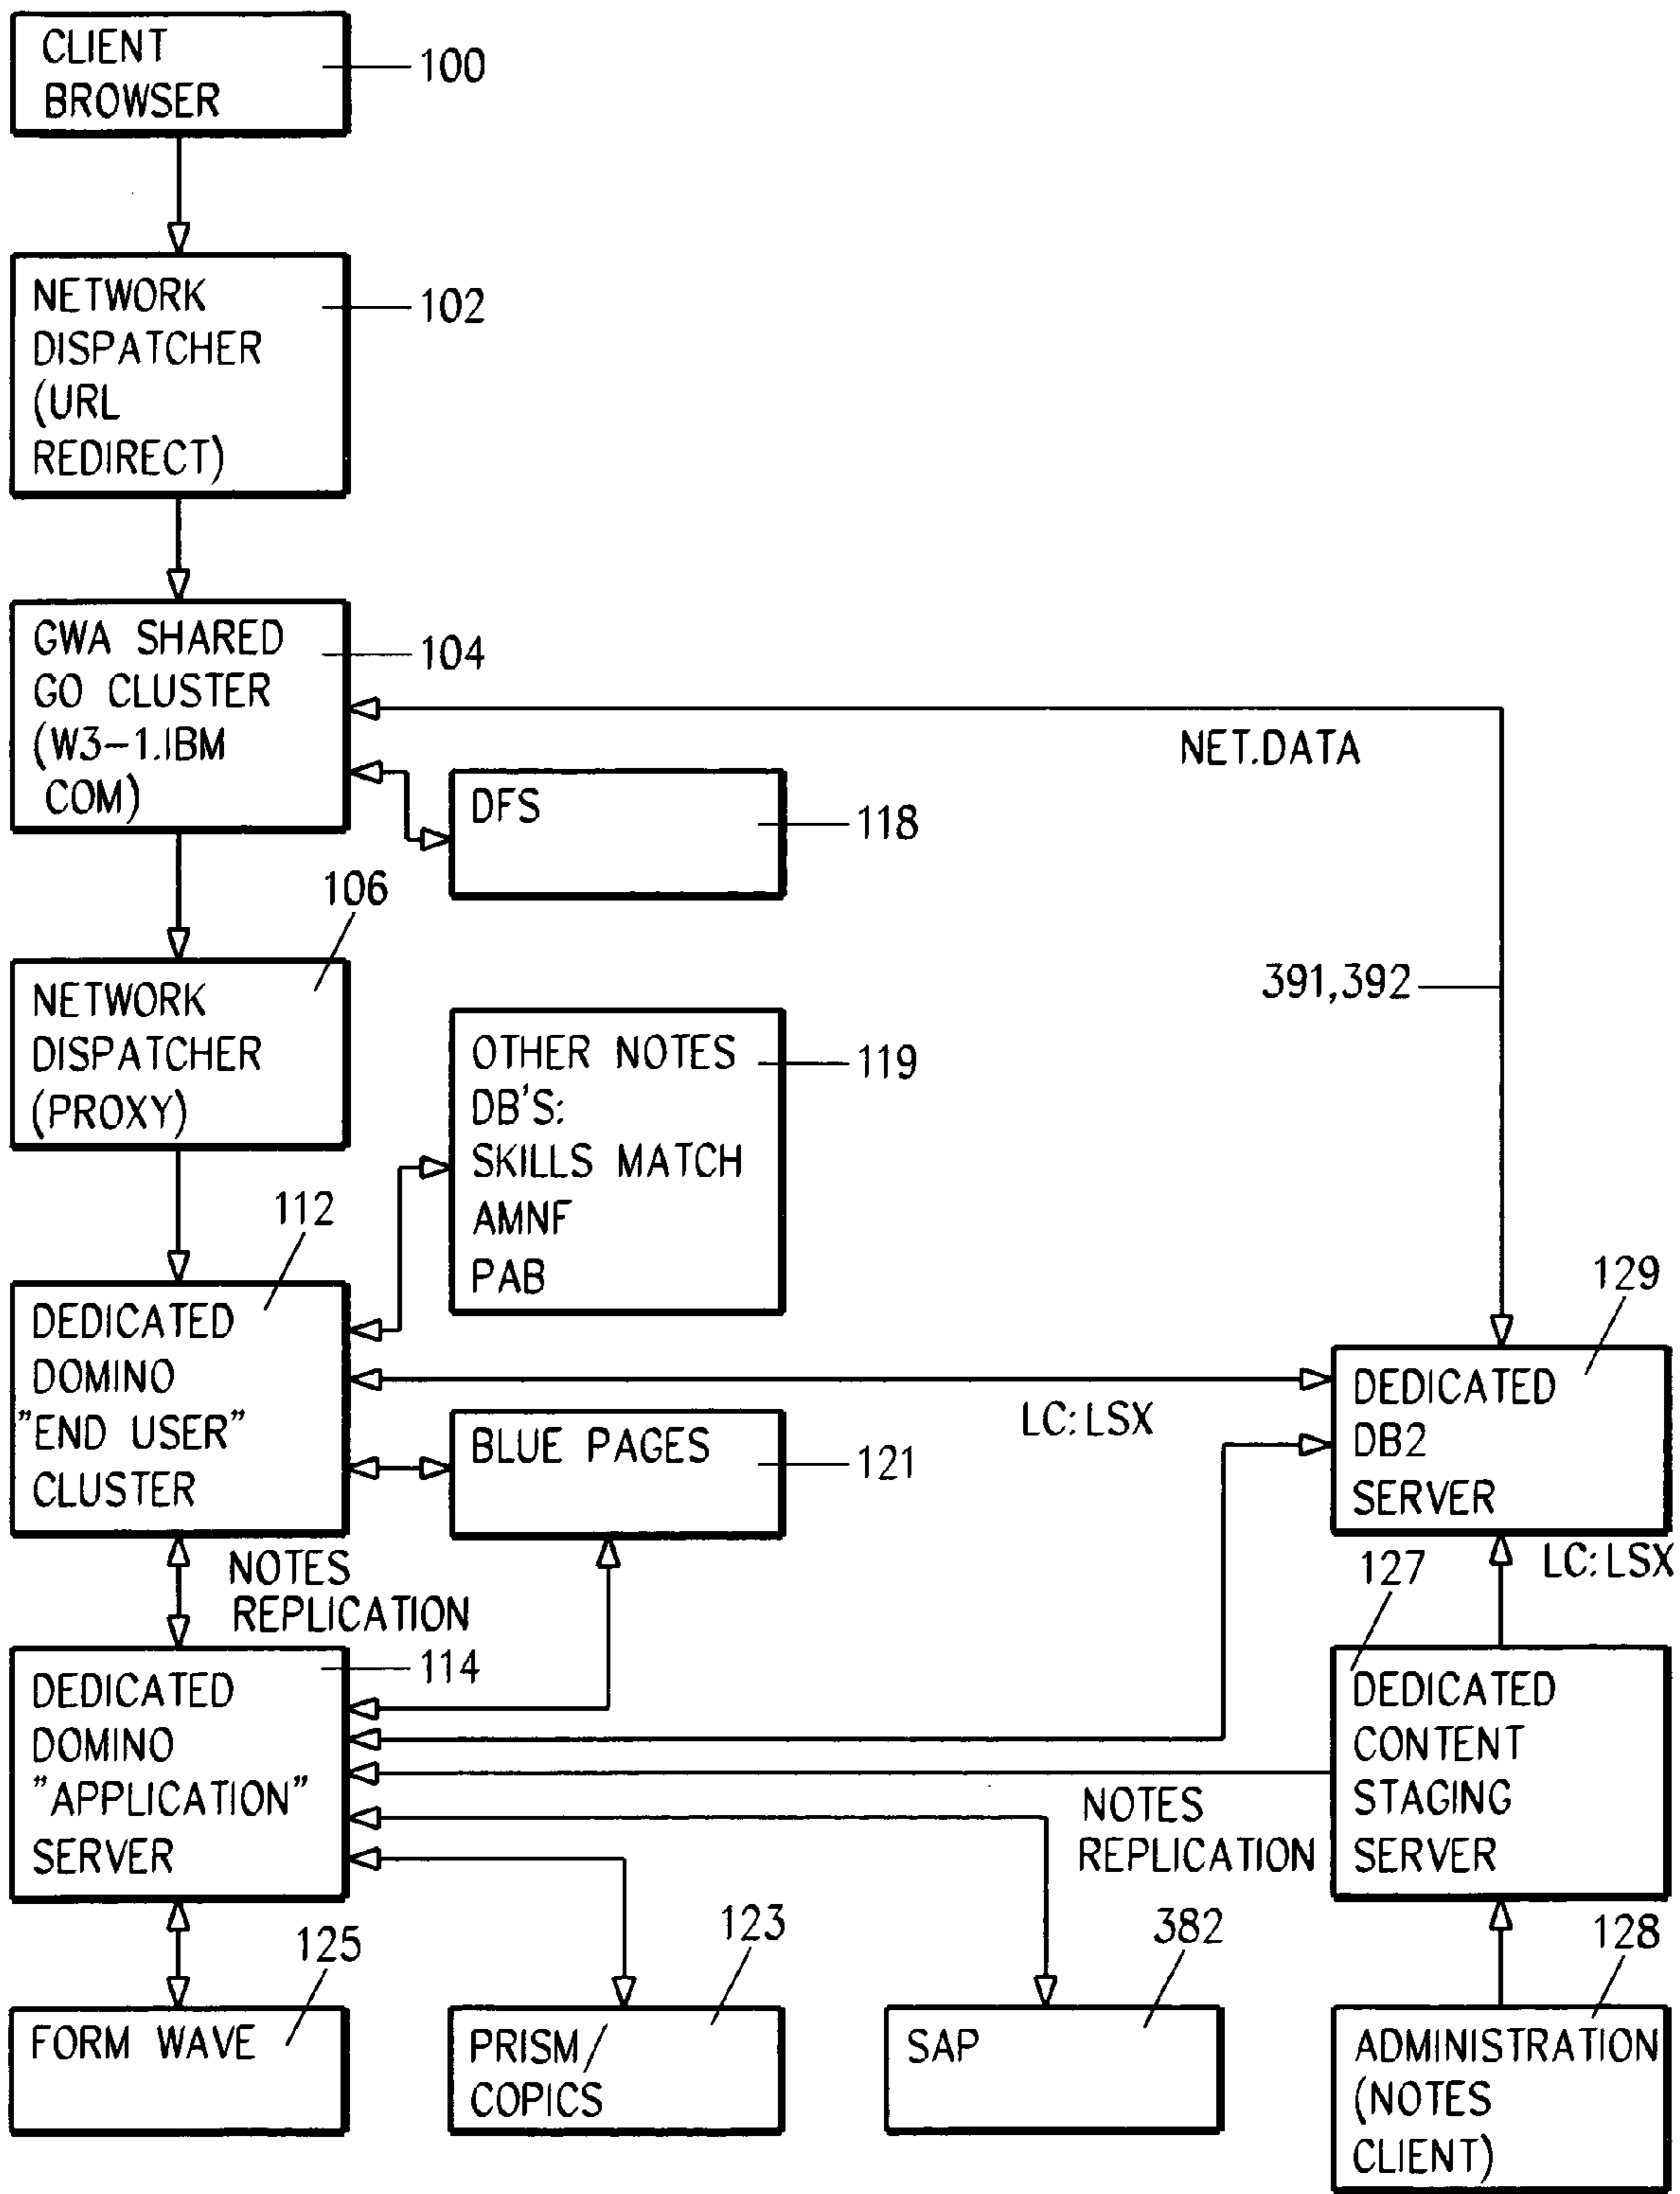 CLIENT
BROWSER
100
NETWORK
DISPATCHER
(URL
REDIRECT)
102
GWA SHARED
GO CLUSTER
(W3-1.IBM
COM)
104
NET.DATA
DFS
118
106
NETWORK
DISPATCHER
(PROXY)
391,392
OTHER NOTES
DB'S:
SKILLS MATCH
AMNF
PAB
119
112
DEDICATED
DOMINO
"END USER"
CLUSTER
129
DEDICATED
DB2
SERVER
LC:LSX
BLUE PAGES
121
NOTES
REPLICATION
127
LC:LSX
114
DEDICATED
DOMINO
"APPLICATION"
SERVER
DEDICATED
CONTENT
STAGING
SERVER
NOTES
REPLICATION
125
FORM WAVE
123
PRISM/
COPICS
382
SAP
128
ADMINISTRATION
(NOTES
CLIENT)